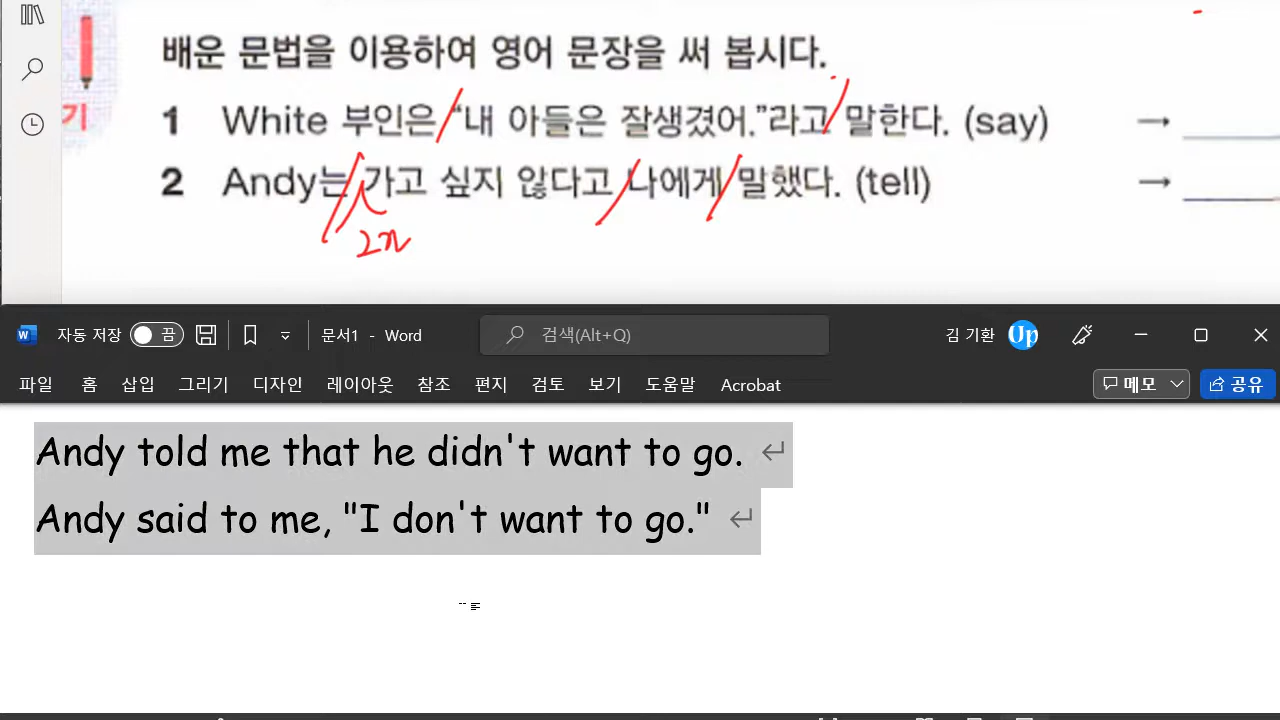 배운 문법을 이용하여 영어 문장을 써 봅시다.
기
1 White 부인은 “내 아들은 잘생겼어.”라고 말한다. (say) →
2 Andy는 가고 싶지 않다고 나에게 말했다. (tell) →
자동 저장 끔 문서1 - Word 검색(Alt+Q) 김 기환 Up
파일 홈 삽입 그리기 디자인 레이아웃 참조 편지 검토 보기 도움말 Acrobat 메모 공유
Andy told me that he didn't want to go.
Andy said to me, "I don't want to go."